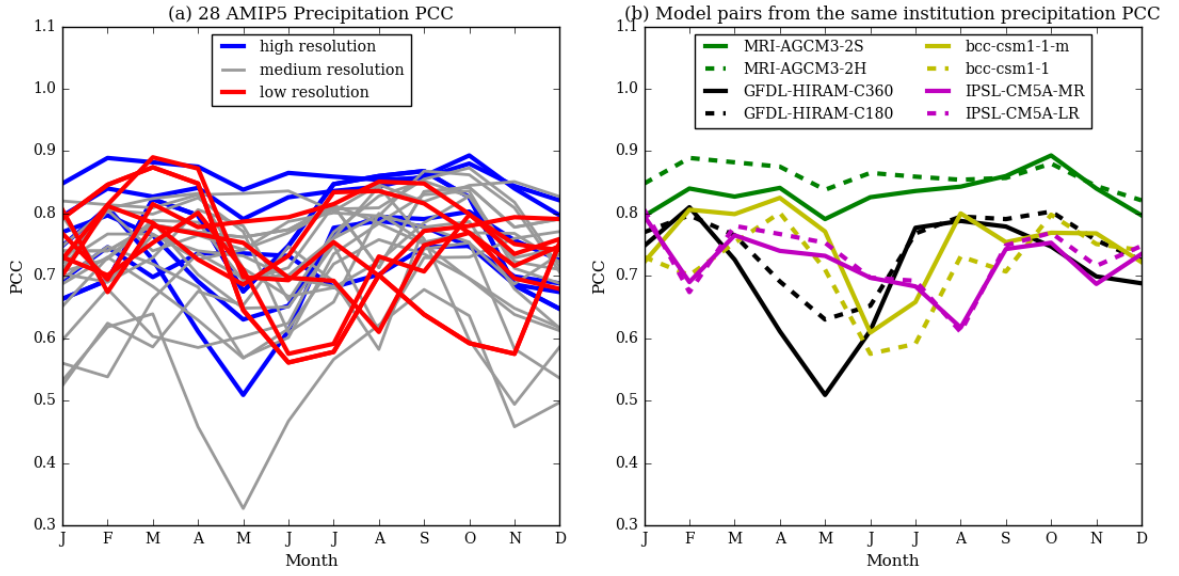 (a) 28 AMIP5 Precipitation PCC
1.1
1.0
0.9
0.8
0.7
0.6
0.5
0.4
0.3
PCC
high resolution
medium resolution
low resolution
J F M A M J J A S O N D
Month
(b) Model pairs from the same institution precipitation PCC
1.1
1.0
0.9
0.8
0.7
0.6
0.5
0.4
0.3
PCC
MRI-AGCM3-2S
MRI-AGCM3-2H
GFDL-HIRAM-C360
GFDL-HIRAM-C180
bcc-csm1-1-m
bcc-csm1-1
IPSL-CM5A-MR
IPSL-CM5A-LR
J F M A M J J A S O N D
Month